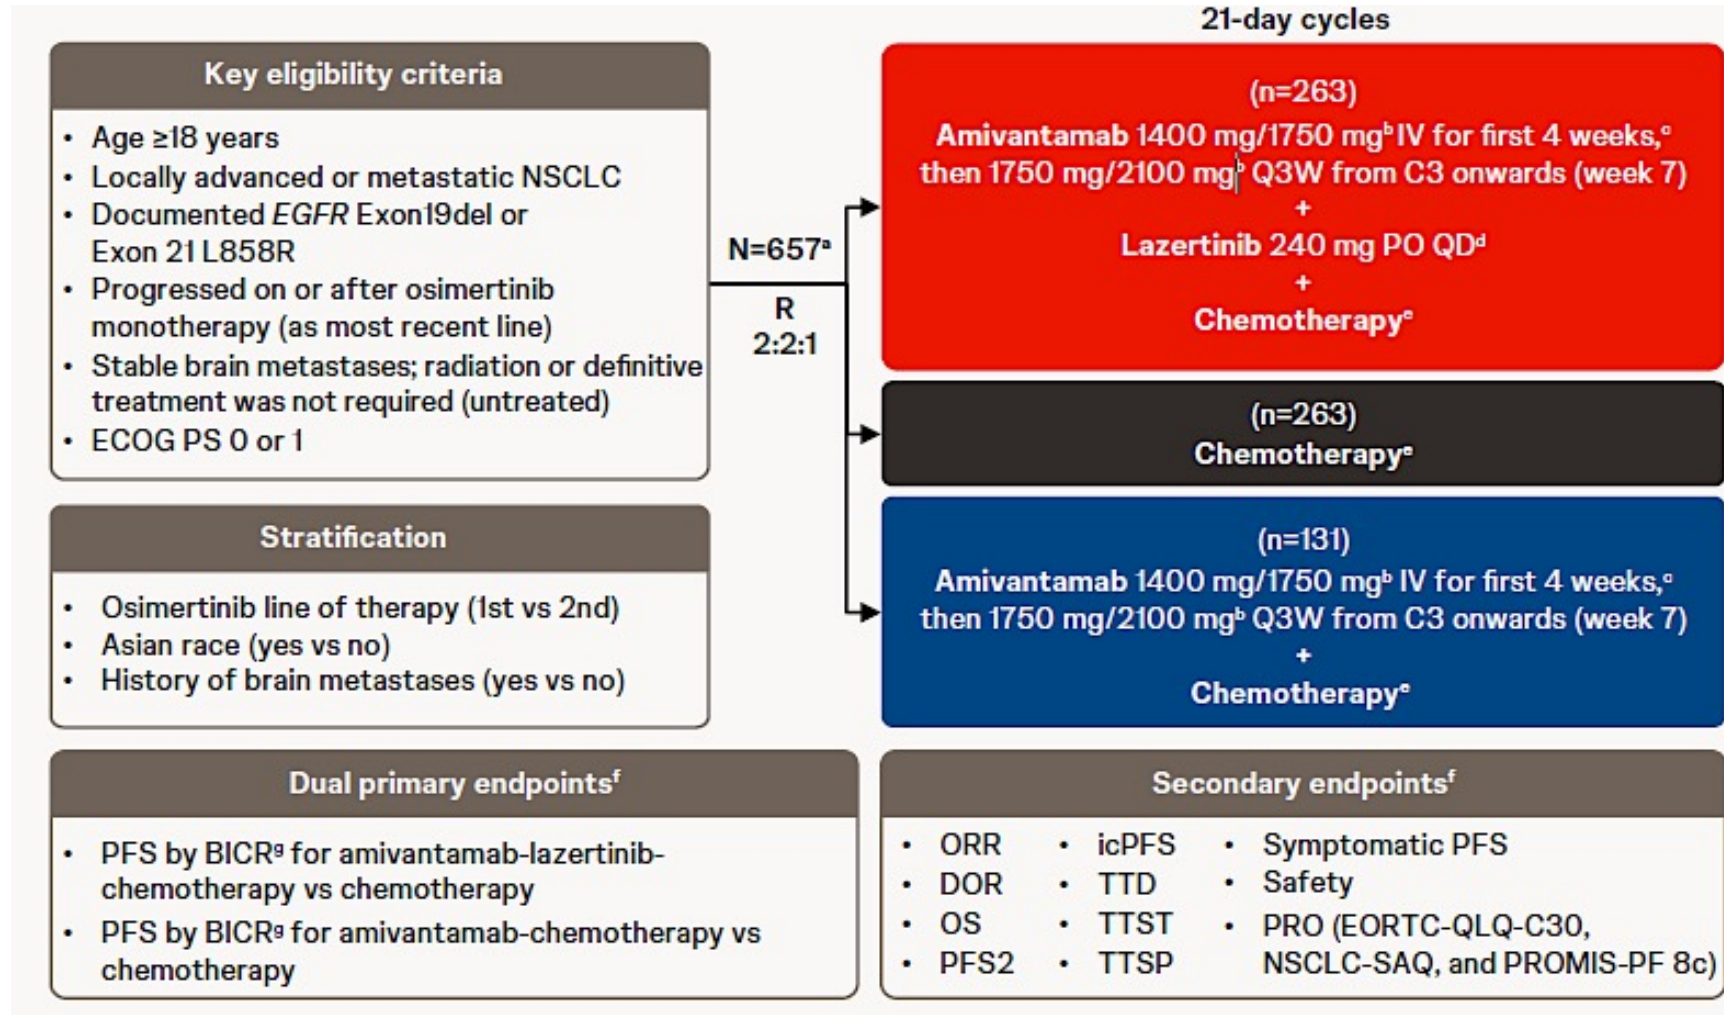 21-day cycles
Key eligibility criteria
• Age ≥18 years
• Locally advanced or metastatic NSCLC
• Documented EGFR Exon19del or
Exon 21 L858R
• Progressed on or after osimertinib
monotherapy (as most recent line)
• Stable brain metastases; radiation or definitive
treatment was not required (untreated)
• ECOG PS 0 or 1
Stratification
• Osimertinib line of therapy (1st vs 2nd)
• Asian race (yes vs no)
• History of brain metastases (yes vs no)
N=657ᵃ
R
2:2:1
(n=263)
Amivantamab 1400 mg/1750 mgᵇ IV for first 4 weeks,ᶜ
then 1750 mg/2100 mgᵇ Q3W from C3 onwards (week 7)
+
Lazertinib 240 mg PO QDᵈ
+
Chemotherapyᵉ
(n=263)
Chemotherapyᵉ
(n=131)
Amivantamab 1400 mg/1750 mgᵇ IV for first 4 weeks,ᶜ
then 1750 mg/2100 mgᵇ Q3W from C3 onwards (week 7)
+
Chemotherapyᵉ
Dual primary endpointsᶠ
• PFS by BICRᵍ for amivantamab-lazertinib-
chemotherapy vs chemotherapy
• PFS by BICRᵍ for amivantamab-chemotherapy vs
chemotherapy
Secondary endpointsᶠ
• ORR
• DOR
• OS
• PFS2
• icPFS
• TTD
• TTST
• TTSP
• Symptomatic PFS
• Safety
• PRO (EORTC-QLQ-C30,
NSCLC-SAQ, and PROMIS-PF 8c)